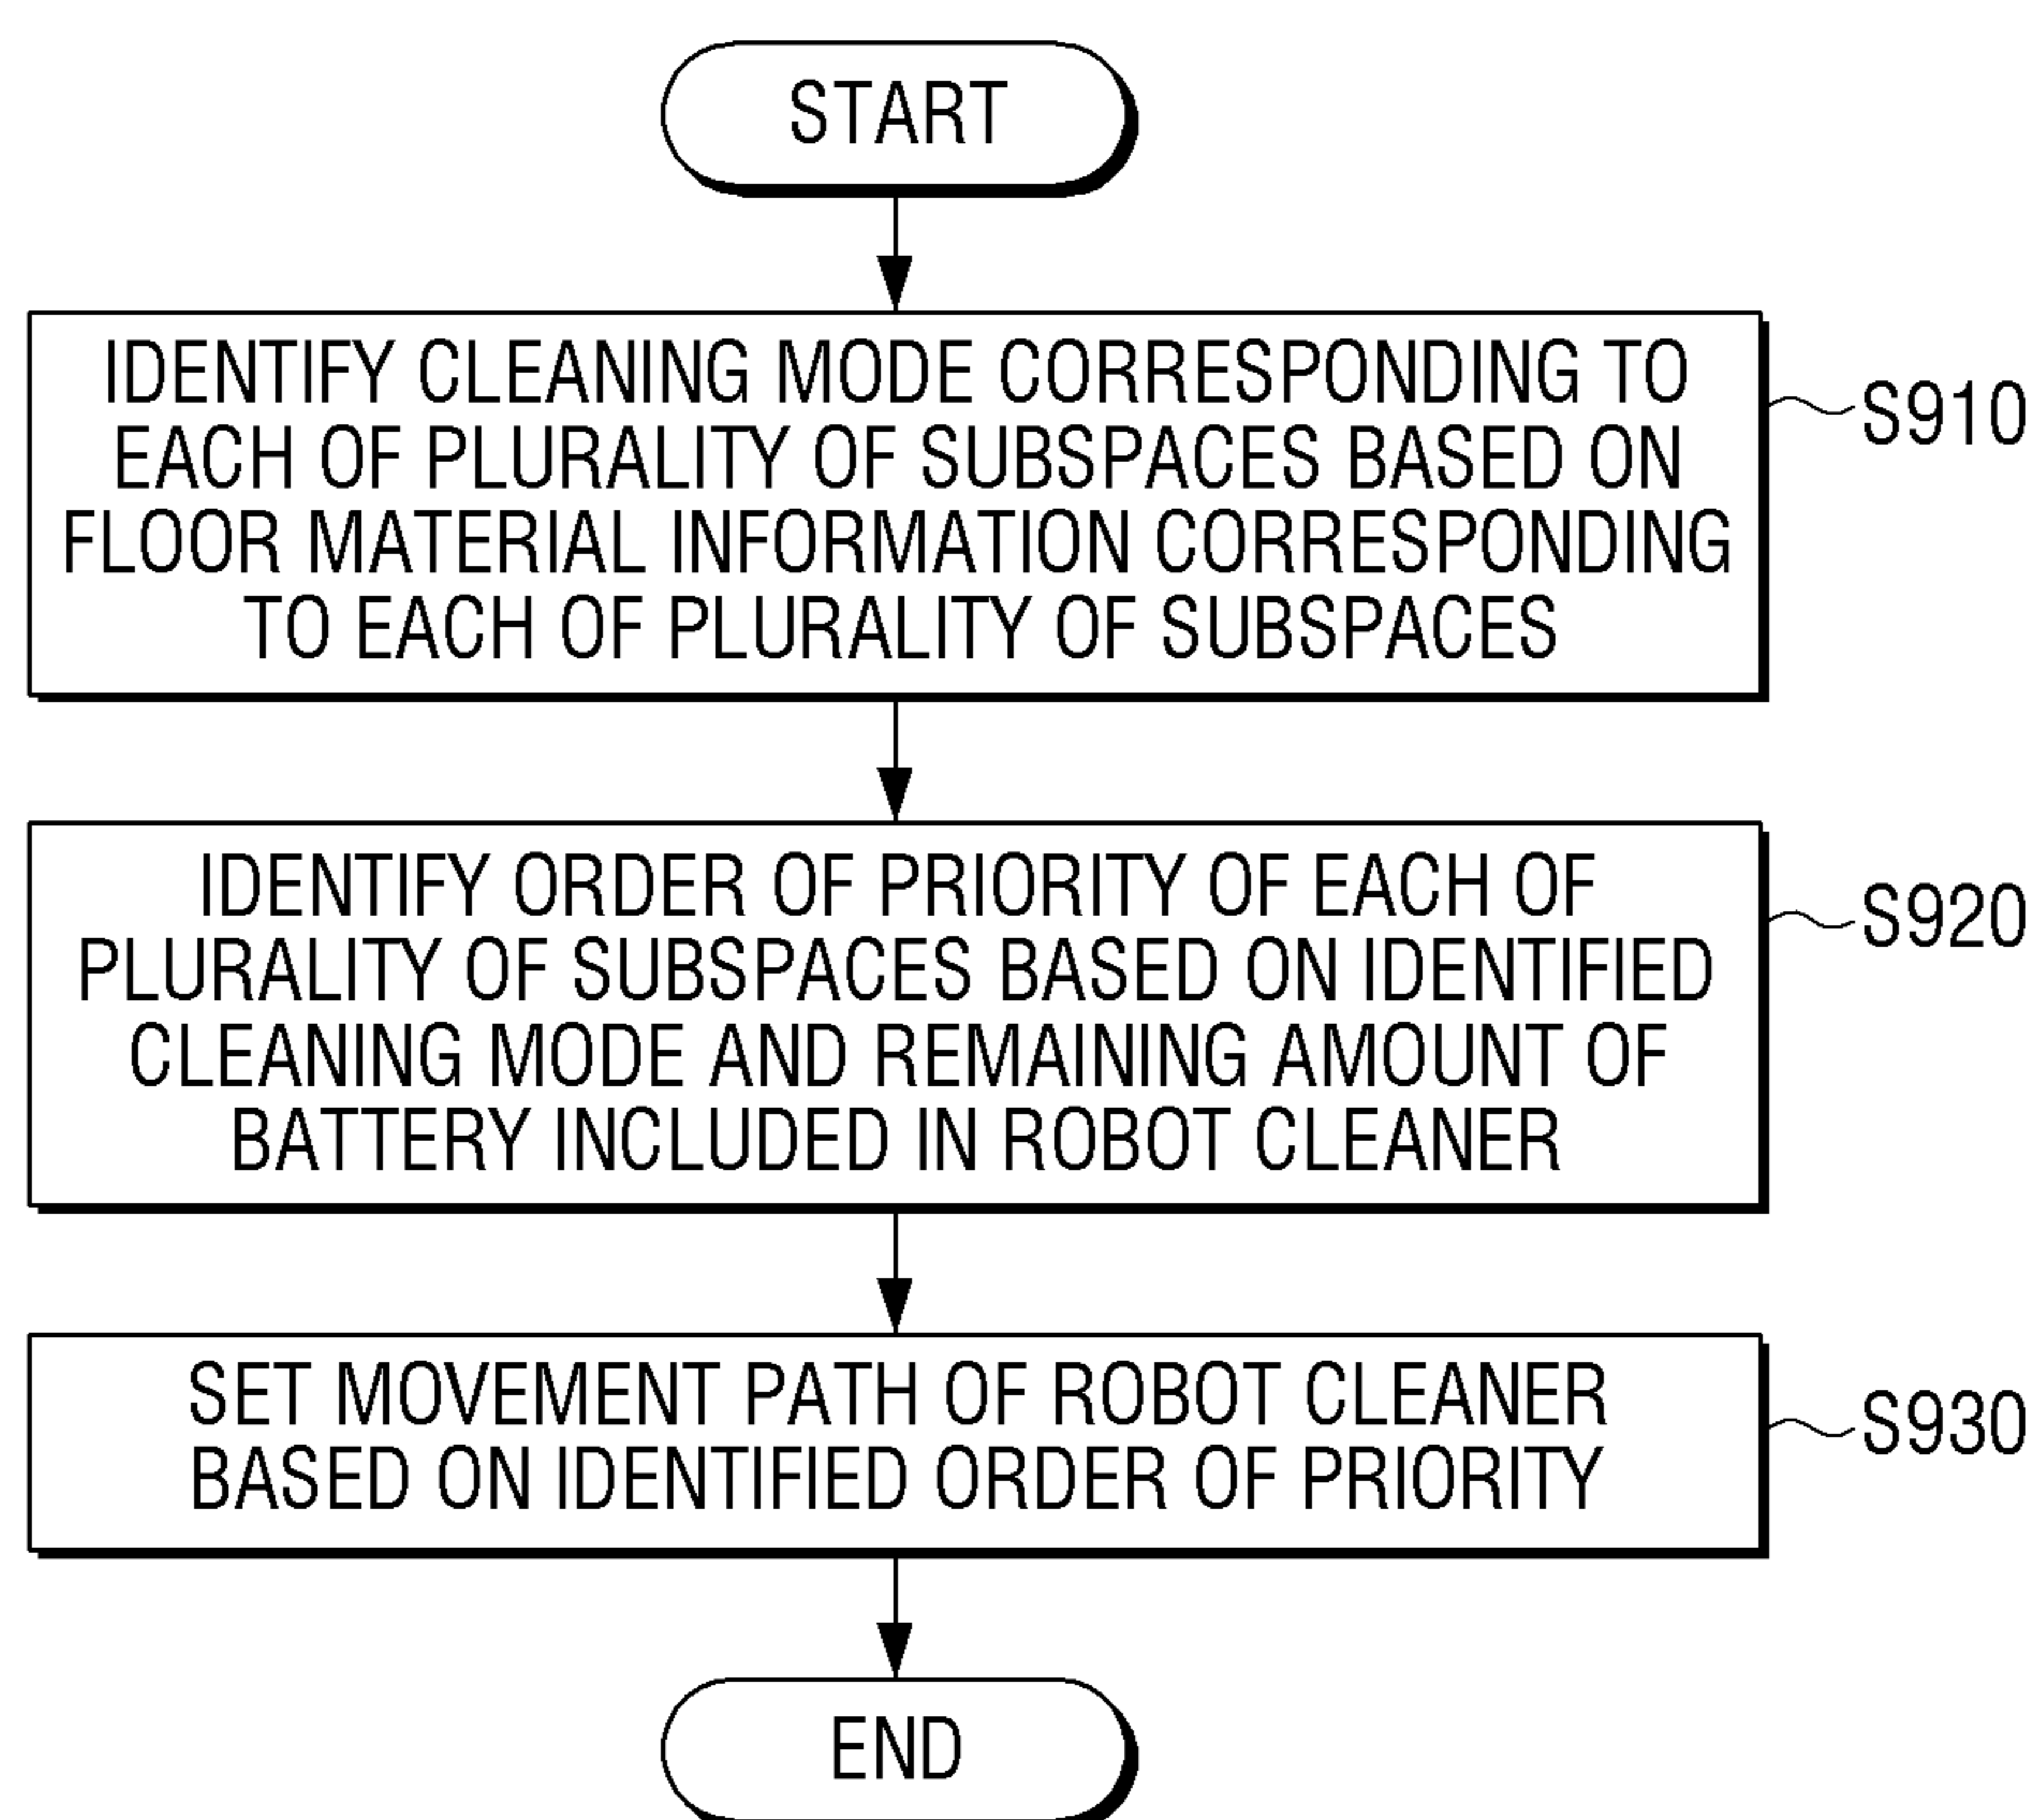 START
IDENTIFY CLEANING MODE CORRESPONDING TO
EACH OF PLURALITY OF SUBSPACES BASED ON
FLOOR MATERIAL INFORMATION CORRESPONDING
TO EACH OF PLURALITY OF SUBSPACES
S910
IDENTIFY ORDER OF PRIORITY OF EACH OF
PLURALITY OF SUBSPACES BASED ON IDENTIFIED
CLEANING MODE AND REMAINING AMOUNT OF
BATTERY INCLUDED IN ROBOT CLEANER
S920
SET MOVEMENT PATH OF ROBOT CLEANER
BASED ON IDENTIFIED ORDER OF PRIORITY
S930
END